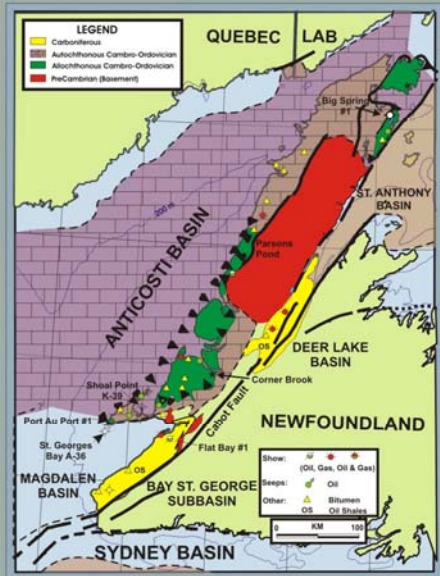 LEGEND
Carboniferous
Autochthonous Cambro-Ordovician
Allochthonous Cambro-Ordovician
PreCambrian (Basement)
QUEBEC
LAB
Big Spring
#1
ST. ANTHONY
BASIN
200 m
ANTICOSTI BASIN
Parsons
Pond
OS
DEER LAKE
BASIN
Shoal Point
K-39
Corner Brook
Port Au Port #1
Cabot Fault
NEWFOUNDLAND
St. Georges
Bay A-36
Flat Bay #1
MAGDALEN
BASIN
OS
BAY ST. GEORGE
SUBBASIN
SYDNEY BASIN
Show:
(Oil, Gas, Oil & Gas)
Seeps:
Oil
Other:
Bitumen
OS
Oil Shales
0
KM
100